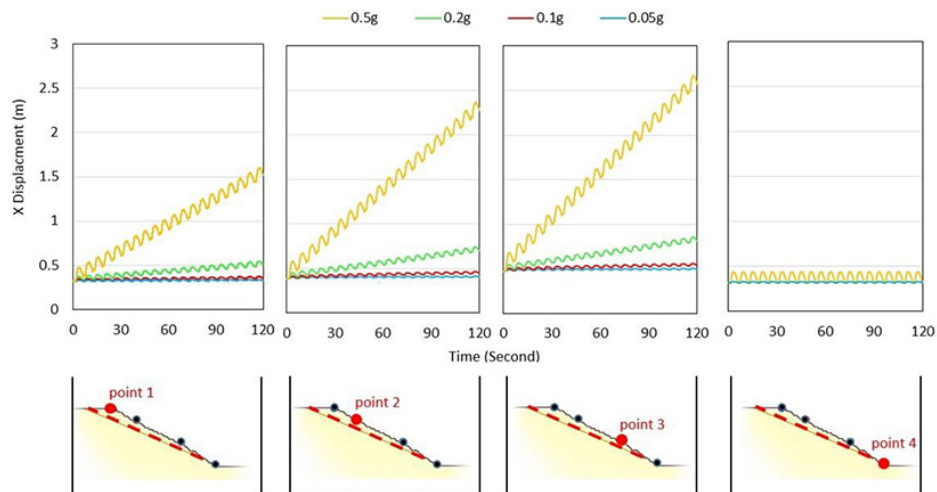 0.5g 0.2g 0.1g 0.05g
X Displacment (m)
3
2.5
2
1.5
1
0.5
0
0 30 60 90 120
0 30 60 90 120
0 30 60 90 120
0 30 60 90 120
Time (Second)
point 1
point 2
point 3
point 4